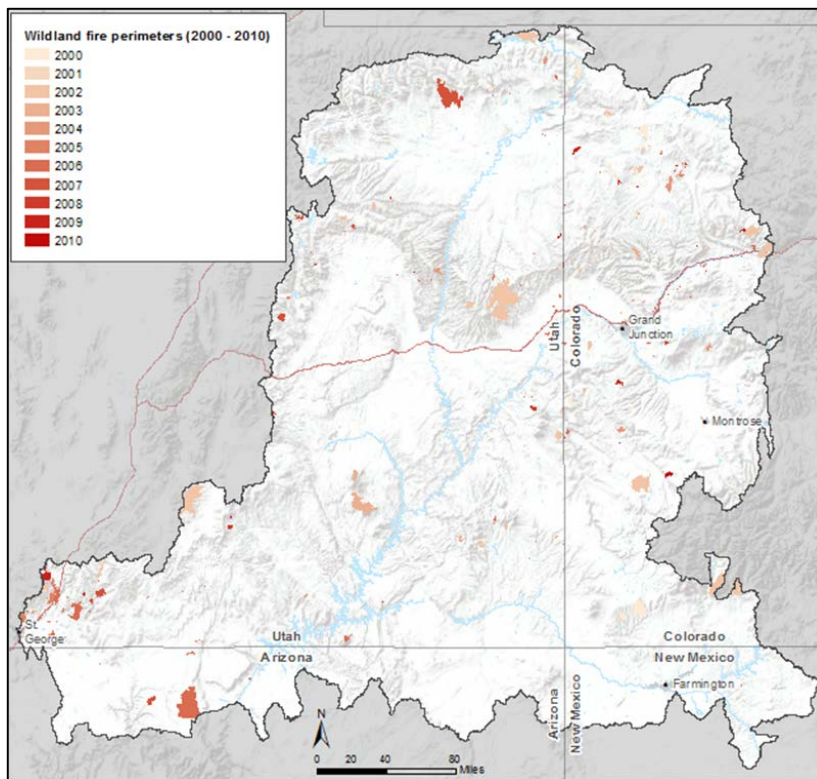 Wildland fire perimeters (2000 - 2010)
2000
2001
2002
2003
2004
2005
2006
2007
2008
2009
2010
Utah
Colorado
Grand
Junction
Montrose
St.
George
Utah
Arizona
Colorado
New Mexico
Arizona
New Mexico
Farmington
N
0 20 40 80
Miles